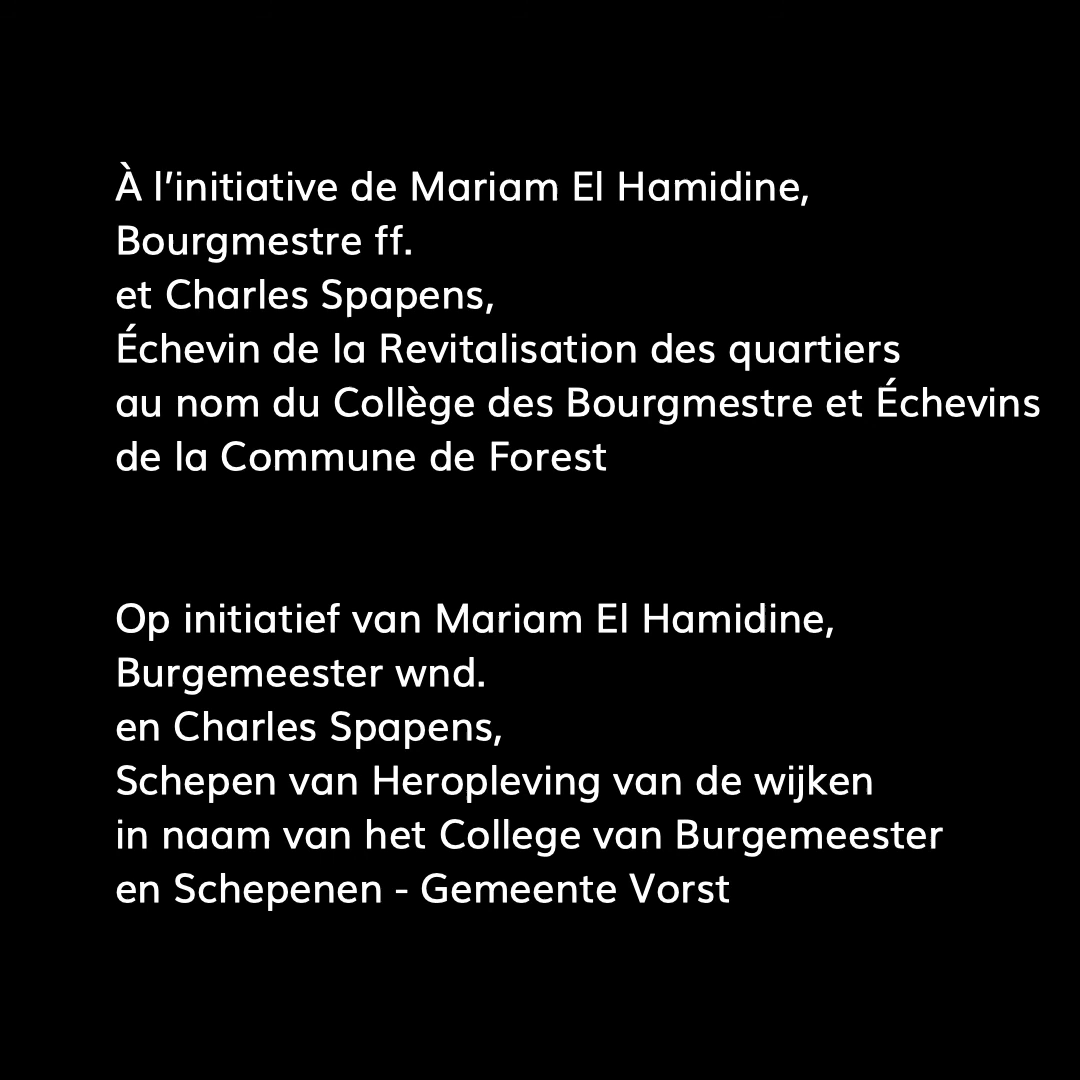 À l’initiative de Mariam El Hamidine,
Bourgmestre ff.
et Charles Spapens,
Échevin de la Revitalisation des quartiers
au nom du Collège des Bourgmestre et Échevins
de la Commune de Forest
Op initiatief van Mariam El Hamidine,
Burgemeester wnd.
en Charles Spapens,
Schepen van Heropleving van de wijken
in naam van het College van Burgemeester
en Schepenen - Gemeente Vorst